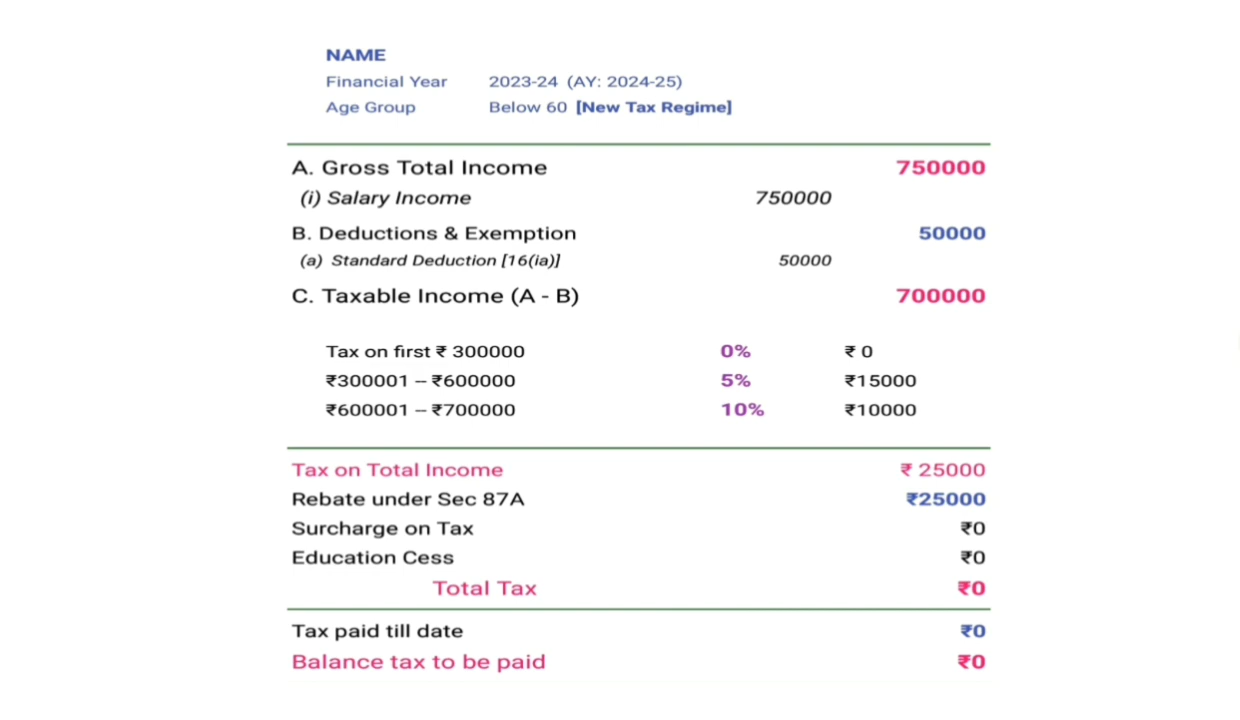 NAME
Financial Year 2023-24 (AY: 2024-25)
Age Group Below 60 [New Tax Regime]
A. Gross Total Income 750000
(i) Salary Income 750000
B. Deductions & Exemption 50000
(a) Standard Deduction [16(ia)] 50000
C. Taxable Income (A - B) 700000
Tax on first ₹ 300000 0% ₹ 0
₹300001 – ₹600000 5% ₹15000
₹600001 – ₹700000 10% ₹10000
Tax on Total Income ₹ 25000
Rebate under Sec 87A ₹25000
Surcharge on Tax ₹0
Education Cess ₹0
Total Tax ₹0
Tax paid till date ₹0
Balance tax to be paid ₹0